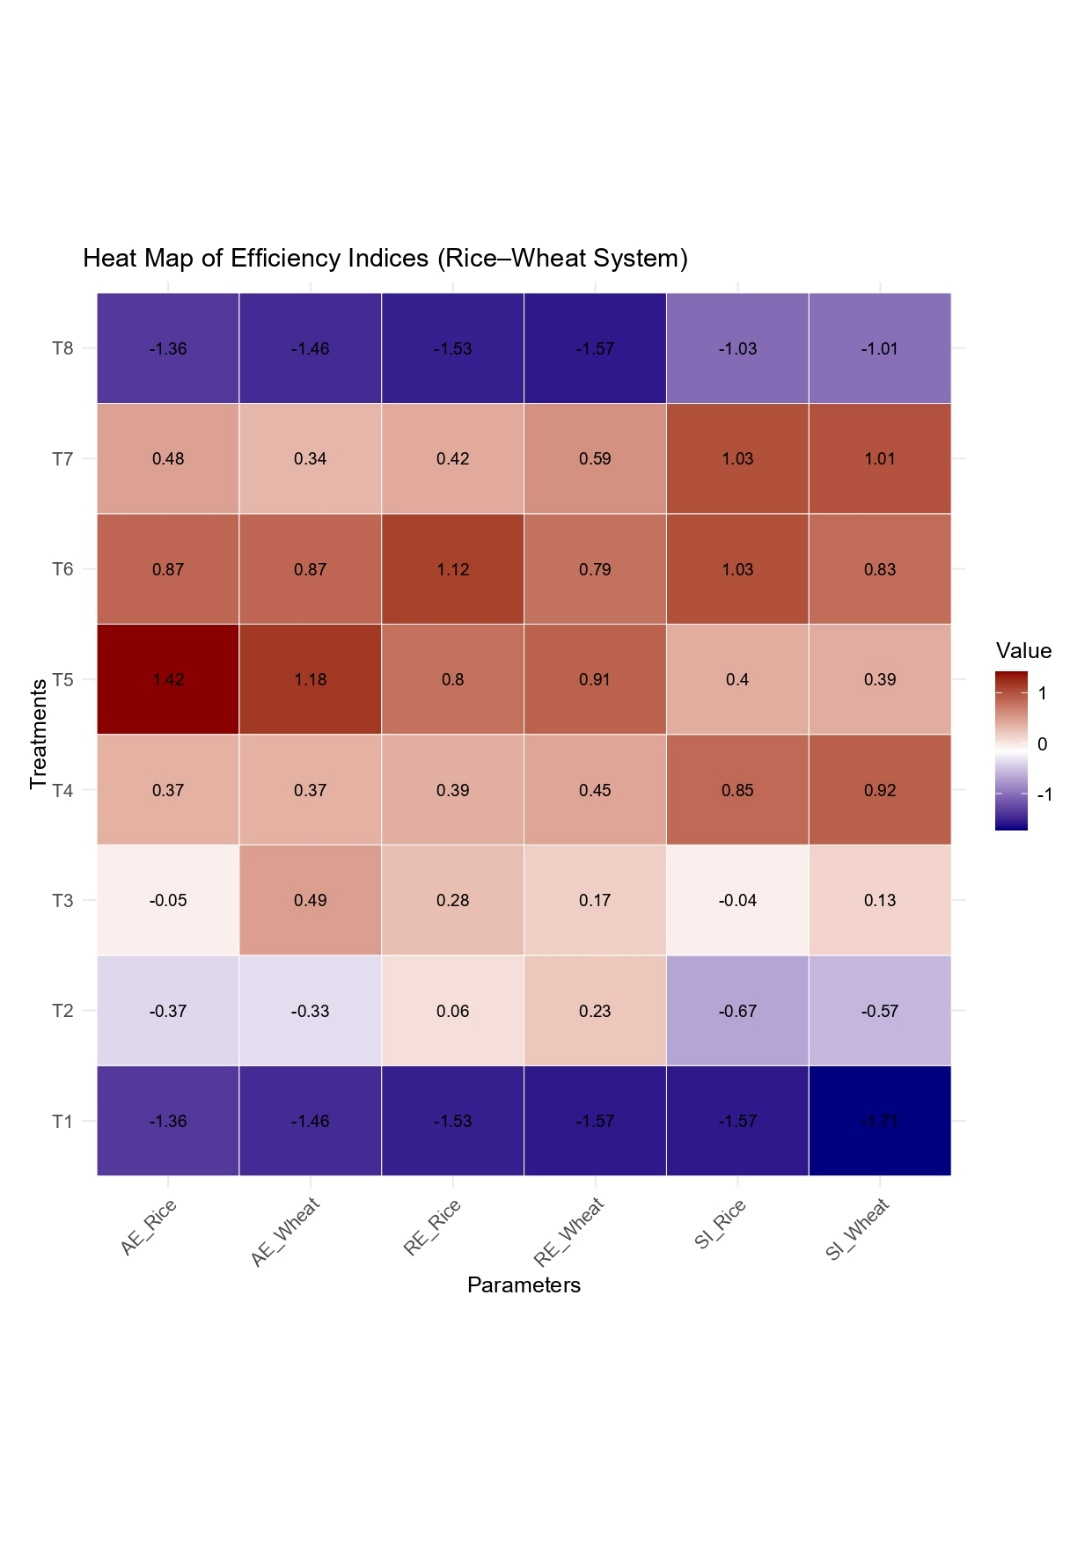 Heat Map of Efficiency Indices (Rice–Wheat System)
Treatments
T8 -1.36 -1.46 -1.53 -1.57 -1.03 -1.01
T7 0.48 0.34 0.42 0.59 1.03 1.01
T6 0.87 0.87 1.12 0.79 1.03 0.83
T5 1.42 1.18 0.8 0.91 0.4 0.39
T4 0.37 0.37 0.39 0.45 0.85 0.92
T3 -0.05 0.49 0.28 0.17 -0.04 0.13
T2 -0.37 -0.33 0.06 0.23 -0.67 -0.57
T1 -1.36 -1.46 -1.53 -1.57 -1.57 -1.71
AE_Rice AE_Wheat RE_Rice RE_Wheat SI_Rice SI_Wheat
Parameters
Value
1
0
-1